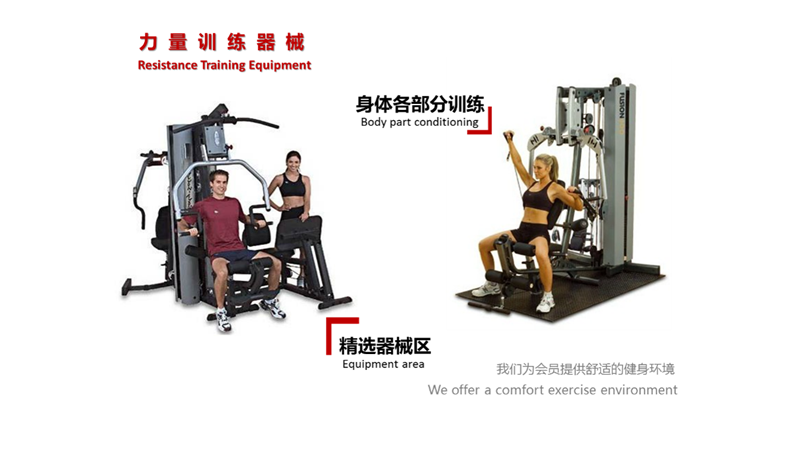 力量训练器械
Resistance Training Equipment
身体各部分训练
Body part conditioning
FUSION
精选器械区
Equipment area
我们为会员提供舒适的健身环境
We offer a comfort exercise environment